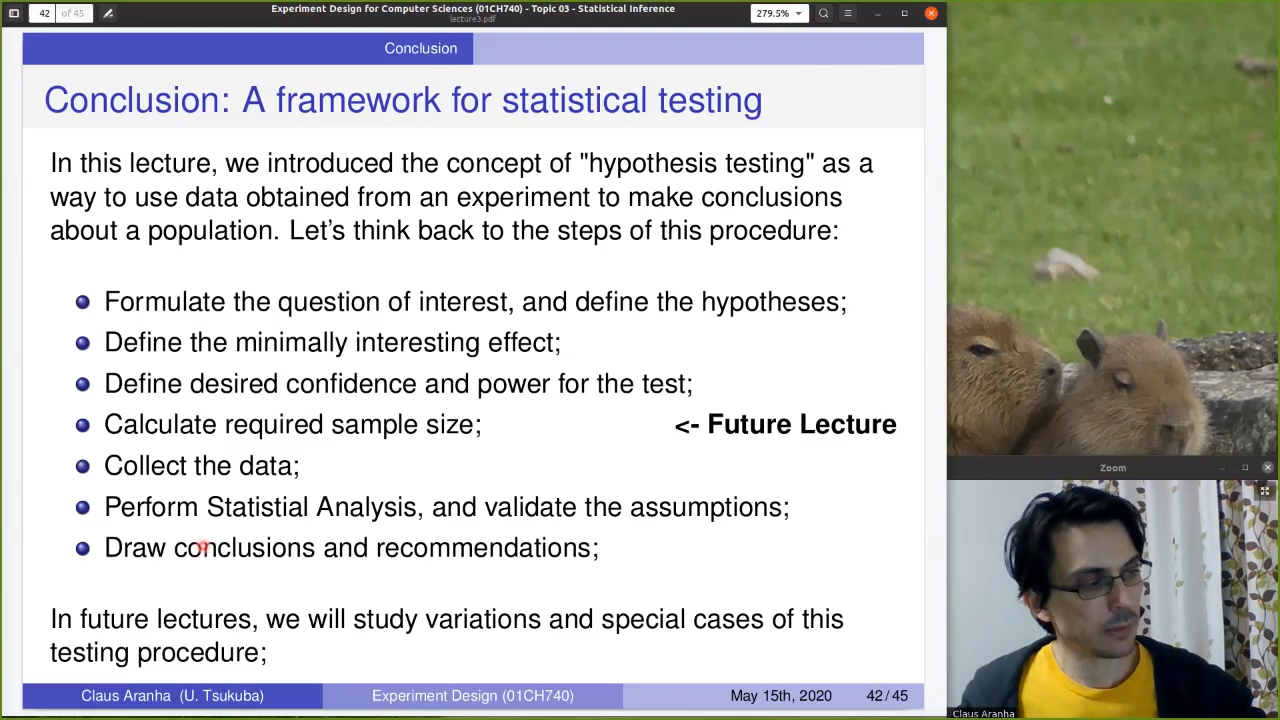 42 of 45
Experiment Design for Computer Sciences (01CH740) - Topic 03 - Statistical Inference
lecture3.pdf
279.5%
Conclusion
Conclusion: A framework for statistical testing
In this lecture, we introduced the concept of "hypothesis testing" as a
way to use data obtained from an experiment to make conclusions
about a population. Let's think back to the steps of this procedure:
Formulate the question of interest, and define the hypotheses;
Define the minimally interesting effect;
Define desired confidence and power for the test;
Calculate required sample size; <- Future Lecture
Collect the data;
Perform Statistial Analysis, and validate the assumptions;
Draw conclusions and recommendations;
In future lectures, we will study variations and special cases of this
testing procedure;
Claus Aranha (U. Tsukuba) Experiment Design (01CH740) May 15th, 2020 42/45
Zoom
Claus Aranha